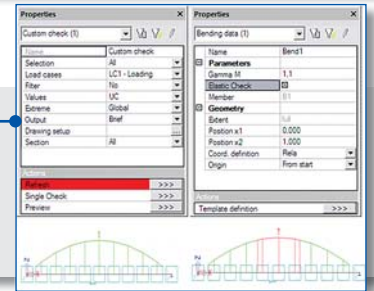 Properties
Custom check (1)
Name Custom check
Selection All
Load cases LC1 - Loading
Filter No
Values UC
Extreme Global
Output Brief
Drawing setup ...
Section All
Actions
Refresh >>>
Single Check >>>
Preview >>>
Properties
Bending data (1)
Name Bend1
Parameters
Gamma M 1,1
Elastic Check
Member B1
Geometry
Extent full
Position x1 0.000
Position x2 1.000
Coord. definition Rela
Origin From start
Actions
Template definition >>>